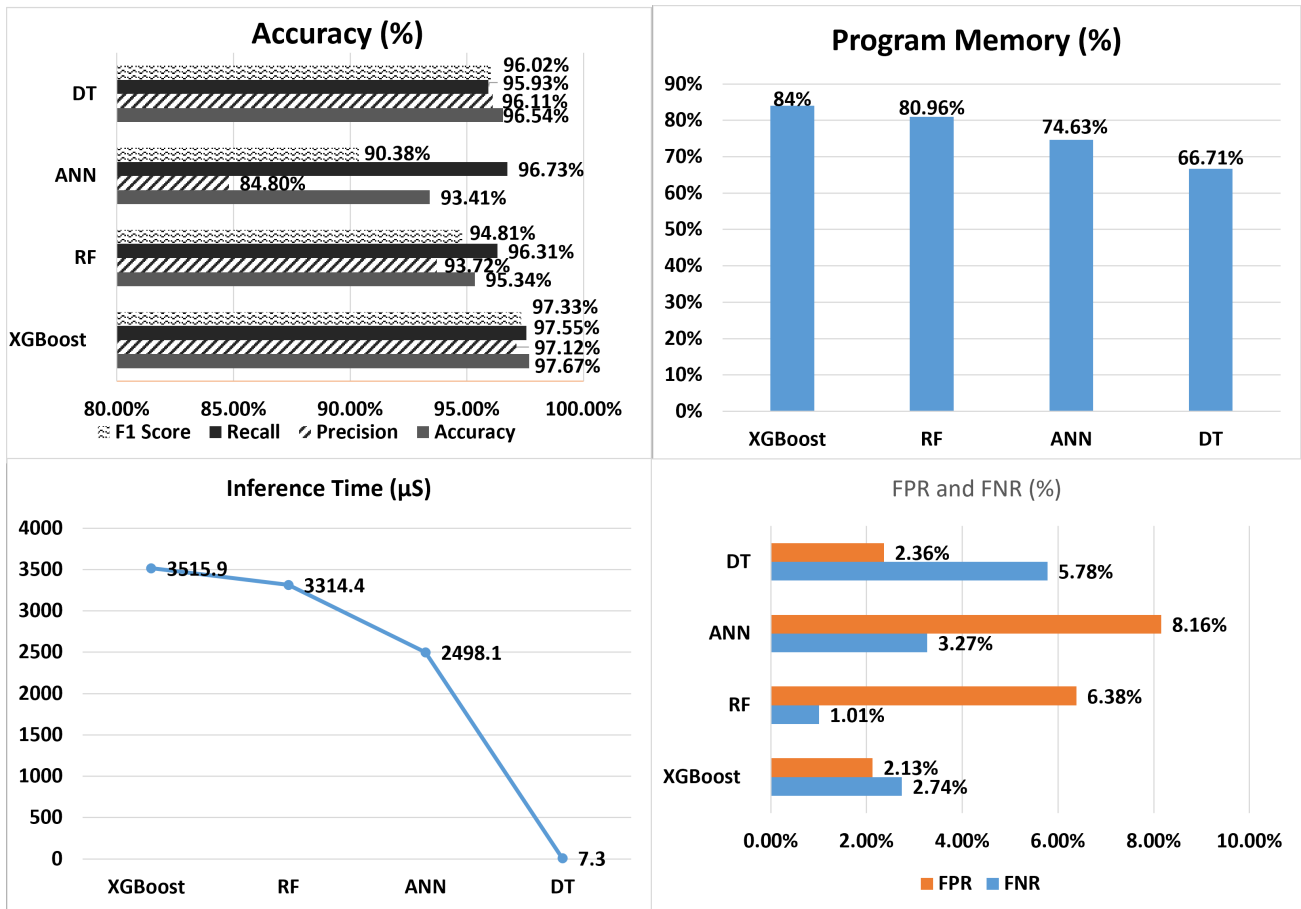 Accuracy (%)
DT
96.02%
95.93%
96.11%
96.54%
ANN
90.38%
96.73%
84.80%
93.41%
RF
94.81%
96.31%
93.72%
95.34%
XGBoost
97.33%
97.55%
97.12%
97.67%
80.00% 85.00% 90.00% 95.00% 100.00%
F1 Score Recall Precision Accuracy
Program Memory (%)
90%
80%
70%
60%
50%
40%
30%
20%
10%
0%
84%
80.96%
74.63%
66.71%
XGBoost RF ANN DT
Inference Time (µS)
4000
3500
3000
2500
2000
1500
1000
500
0
3515.9
3314.4
2498.1
7.3
XGBoost RF ANN DT
FPR and FNR (%)
DT
2.36%
5.78%
ANN
8.16%
3.27%
RF
6.38%
1.01%
XGBoost
2.13%
2.74%
0.00% 2.00% 4.00% 6.00% 8.00% 10.00%
FPR FNR